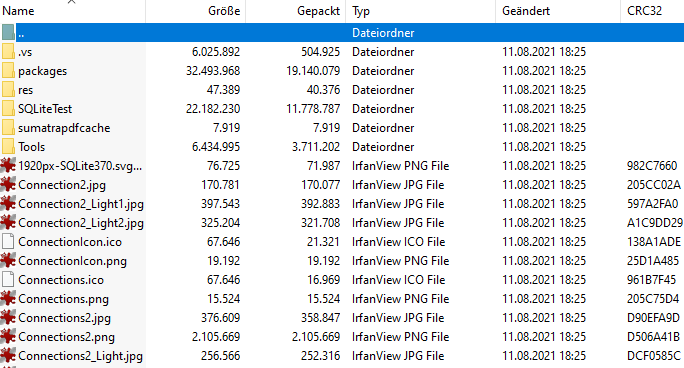 Name Größe Gepackt Typ Geändert CRC32
.. Dateiordner
.vs 6.025.892 504.925 Dateiordner 11.08.2021 18:25
packages 32.493.968 19.140.079 Dateiordner 11.08.2021 18:25
res 47.389 40.376 Dateiordner 11.08.2021 18:25
SQLiteTest 22.182.230 11.778.787 Dateiordner 11.08.2021 18:25
sumatrapdfcache 7.919 7.919 Dateiordner 11.08.2021 18:25
Tools 6.434.995 3.711.202 Dateiordner 11.08.2021 18:25
1920px-SQLite370.svg... 76.725 71.987 IrfanView PNG File 11.08.2021 18:25 982C7660
Connection2.jpg 170.781 170.077 IrfanView JPG File 11.08.2021 18:25 205CC02A
Connection2_Light1.jpg 397.543 392.883 IrfanView JPG File 11.08.2021 18:25 597A2FA0
Connection2_Light2.jpg 325.204 321.708 IrfanView JPG File 11.08.2021 18:25 A1C9DD29
ConnectionIcon.ico 67.646 21.321 IrfanView ICO File 11.08.2021 18:25 138A1ADE
ConnectionIcon.png 19.192 19.192 IrfanView PNG File 11.08.2021 18:25 25D1A485
Connections.ico 67.646 16.969 IrfanView ICO File 11.08.2021 18:25 961B7F45
Connections.png 15.524 15.524 IrfanView PNG File 11.08.2021 18:25 205C75D4
Connections2.jpg 376.609 358.847 IrfanView JPG File 11.08.2021 18:25 D90EFA9D
Connections2.png 2.105.669 2.105.669 IrfanView PNG File 11.08.2021 18:25 D506A41B
Connections2_Light.jpg 256.566 252.316 IrfanView JPG File 11.08.2021 18:25 DCF0585C